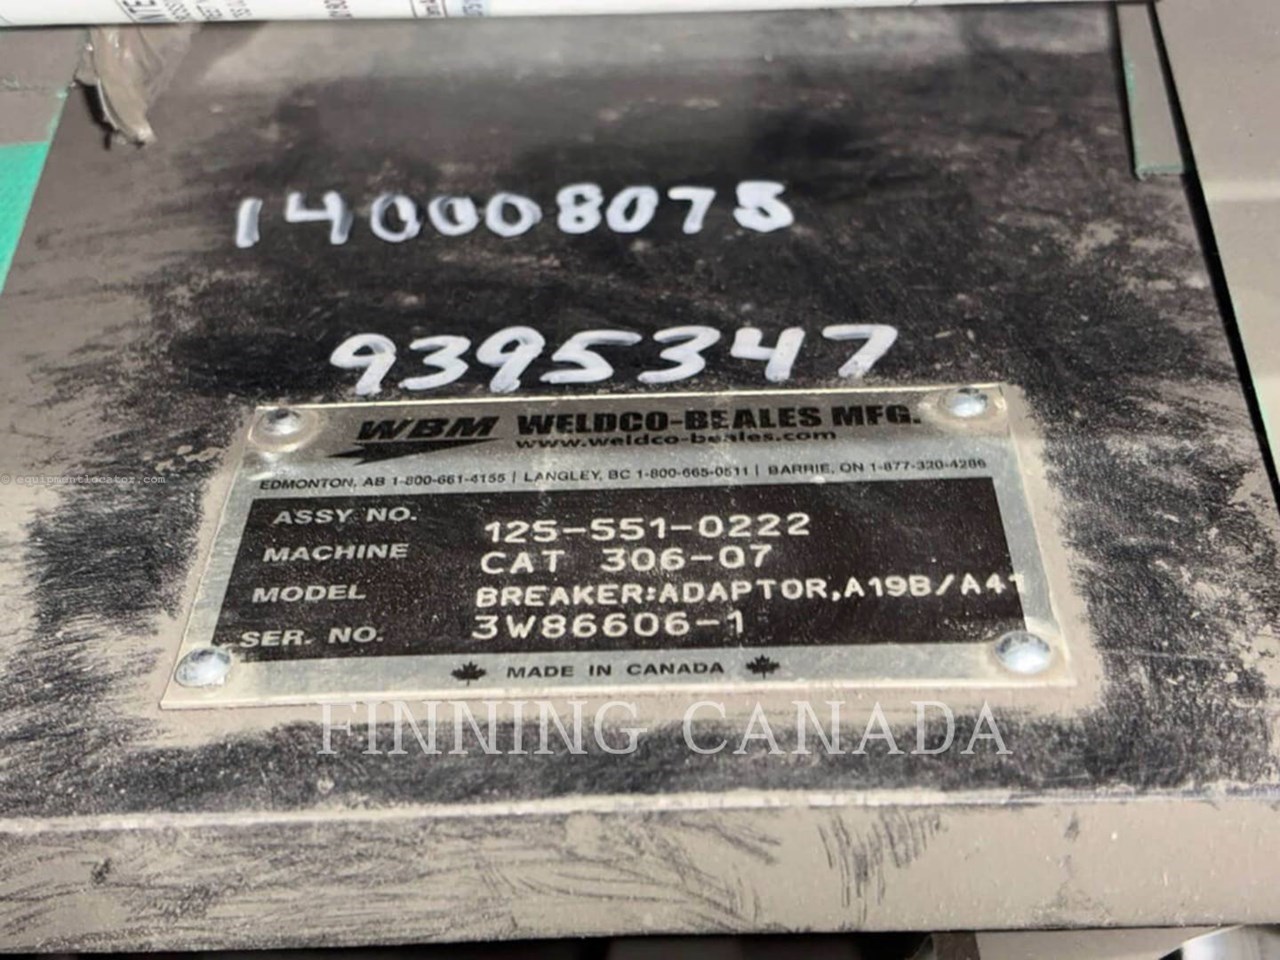 140008075
9395347
WBM WELDCO-BEALES MFG.
www.weldco-beales.com
EDMONTON, AB 1-800-661-4155 | LANGLEY, BC 1-800-665-0511 | BARRIE, ON 1-877-320-4286
ASSY NO. 125-551-0222
MACHINE CAT 306-07
MODEL BREAKER:ADAPTOR,A19B/A41
SER. NO. 3W86606-1
MADE IN CANADA
FINNING CANADA
equipmentlocator.com